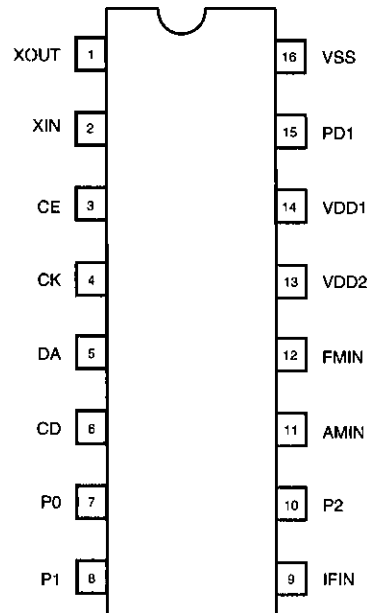 XOUT 1 16 VSS
XIN 2 15 PD1
CE 3 14 VDD1
CK 4 13 VDD2
DA 5 12 FMIN
CD 6 11 AMIN
P0 7 10 P2
P1 8 9 IFIN